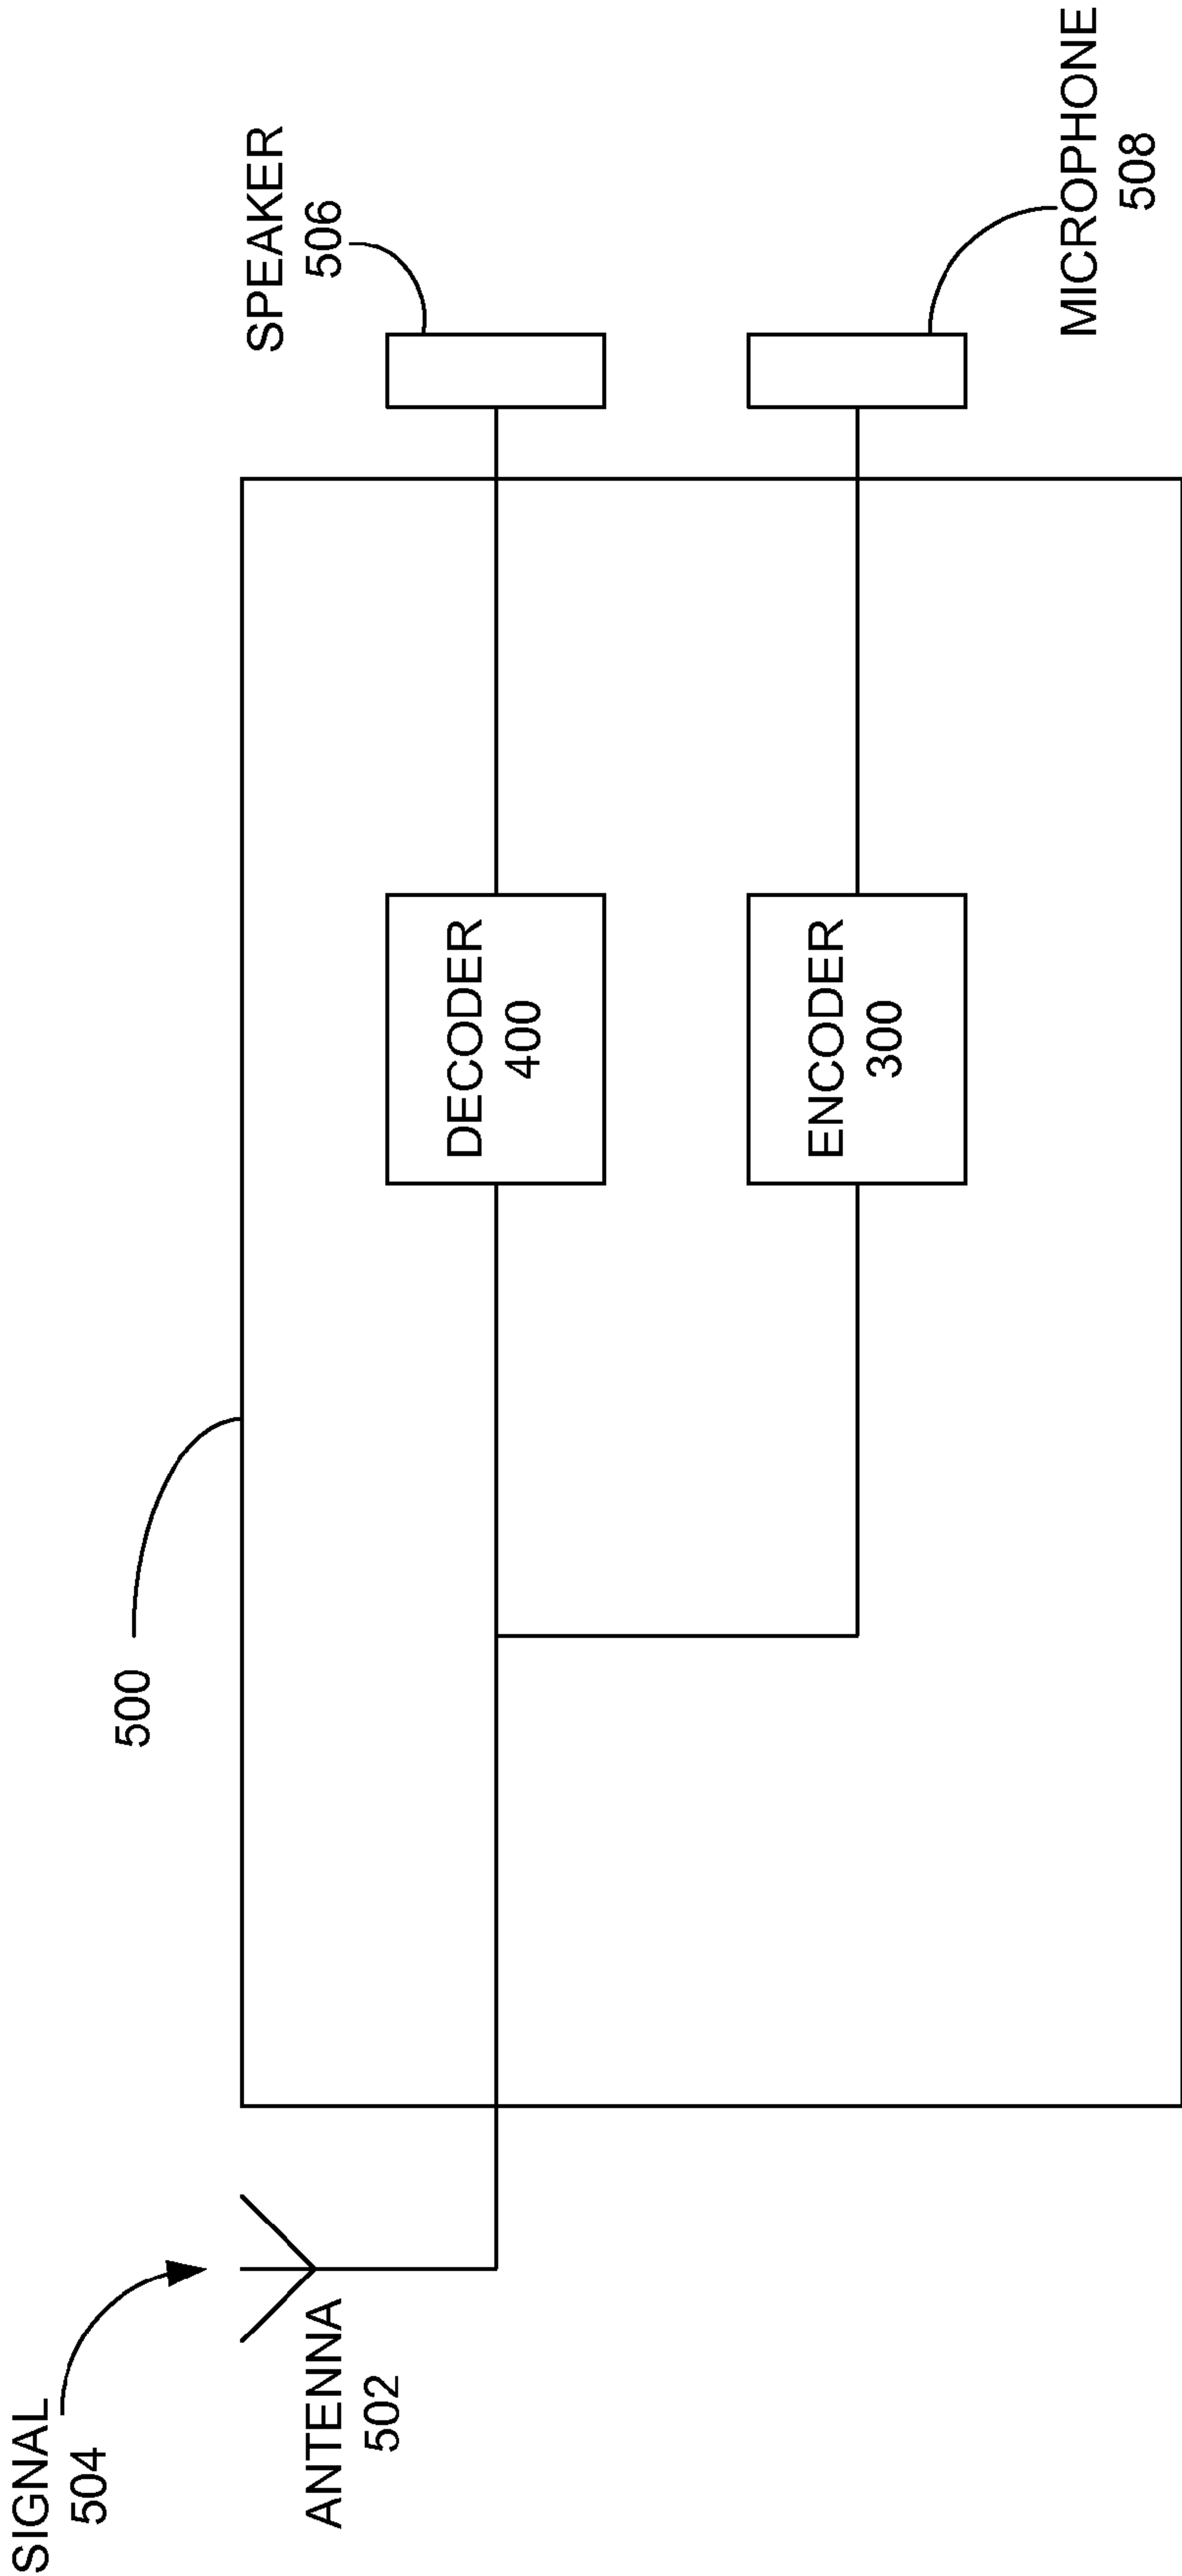 SIGNAL
504
ANTENNA
502
500
DECODER
400
ENCODER
300
SPEAKER
506
MICROPHONE
508